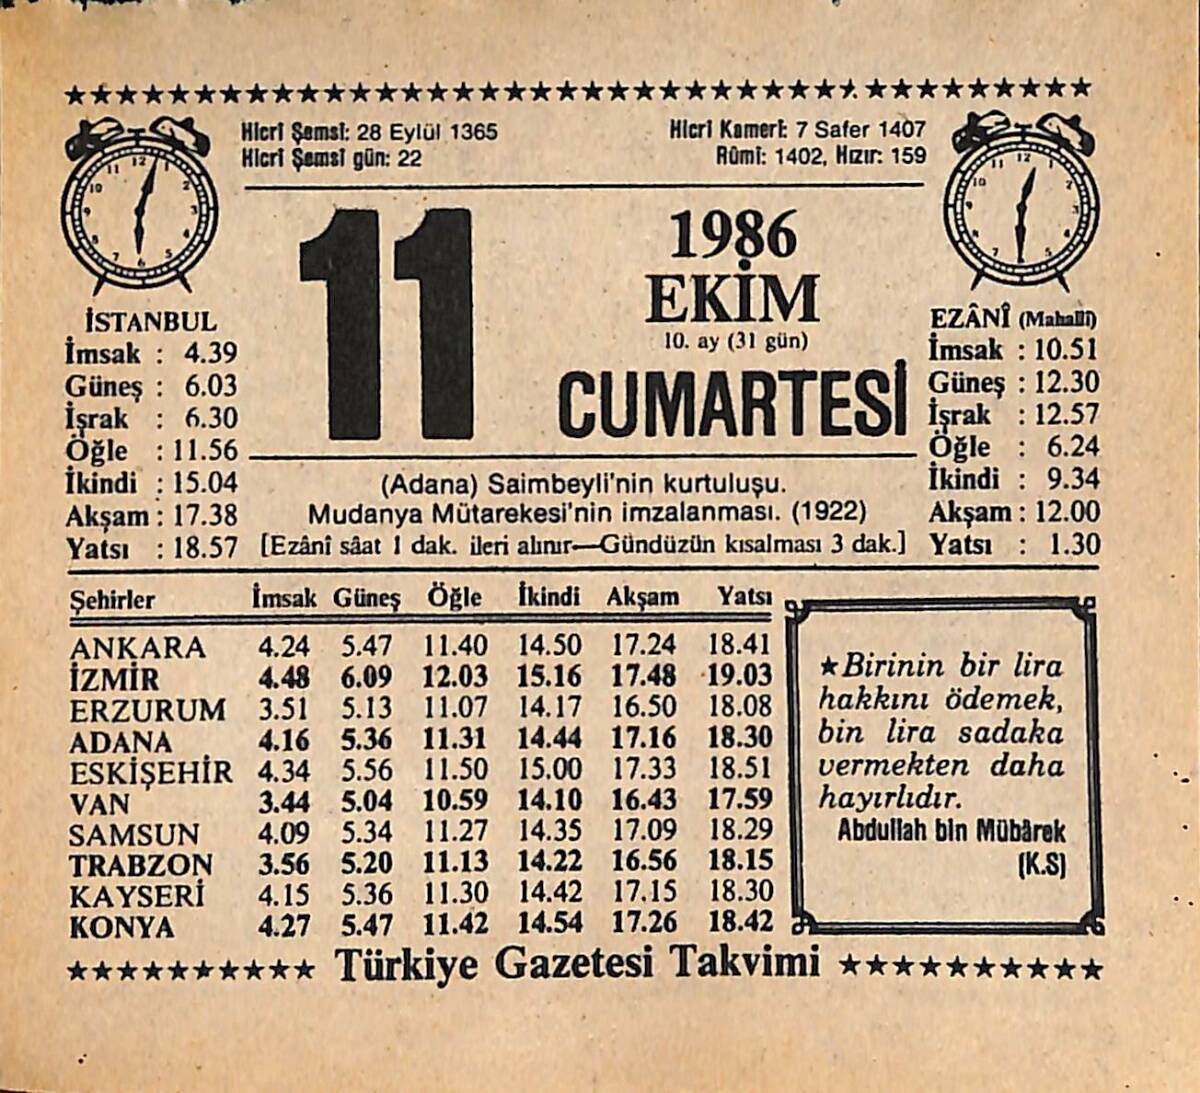 Hicrî Şemsî: 28 Eylül 1365
Hicrî Şemsî gün: 22
Hicrî Kamerî: 7 Safer 1407
Rûmî: 1402, Hızır: 159
11
1986
EKİM
10. ay (31 gün)
CUMARTESİ
İSTANBUL
İmsak : 4.39
Güneş : 6.03
İşrak : 6.30
Öğle : 11.56
İkindi : 15.04
Akşam : 17.38
Yatsı : 18.57
EZÂNÎ (Mahallî)
İmsak : 10.51
Güneş : 12.30
İşrak : 12.57
Öğle : 6.24
İkindi : 9.34
Akşam : 12.00
Yatsı : 1.30
(Adana) Saimbeyli'nin kurtuluşu.
Mudanya Mütarekesi'nin imzalanması. (1922)
[Ezânî sâat 1 dak. ileri alınır—Gündüzün kısalması 3 dak.]
Şehirler İmsak Güneş Öğle İkindi Akşam Yatsı
ANKARA 4.24 5.47 11.40 14.50 17.24 18.41
İZMİR 4.48 6.09 12.03 15.16 17.48 19.03
ERZURUM 3.51 5.13 11.07 14.17 16.50 18.08
ADANA 4.16 5.36 11.31 14.44 17.16 18.30
ESKİŞEHİR 4.34 5.56 11.50 15.00 17.33 18.51
VAN 3.44 5.04 10.59 14.10 16.43 17.59
SAMSUN 4.09 5.34 11.27 14.35 17.09 18.29
TRABZON 3.56 5.20 11.13 14.22 16.56 18.15
KAYSERİ 4.15 5.36 11.30 14.42 17.15 18.30
KONYA 4.27 5.47 11.42 14.54 17.26 18.42
★Birinin bir lira
hakkını ödemek,
bin lira sadaka
vermekten daha
hayırlıdır.
Abdullah bin Mübârek
(K.S)
Türkiye Gazetesi Takvimi